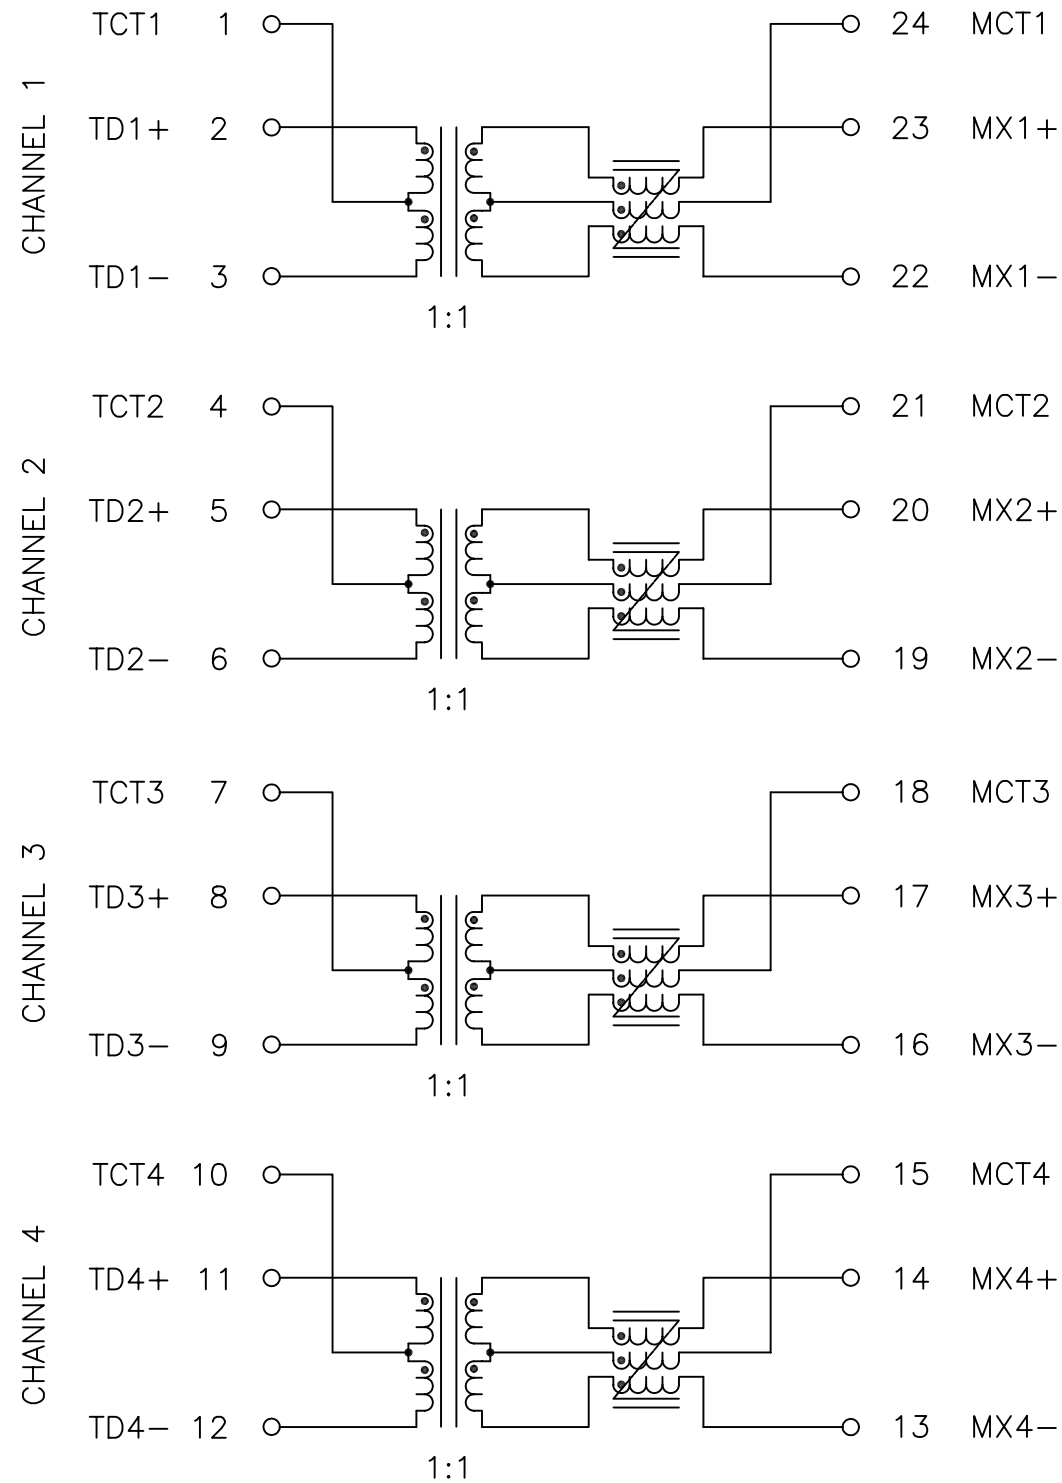 CHANNEL 1
TCT1 1 24 MCT1
TD1+ 2 23 MX1+
TD1- 3 22 MX1-
1:1
CHANNEL 2
TCT2 4 21 MCT2
TD2+ 5 20 MX2+
TD2- 6 19 MX2-
1:1
CHANNEL 3
TCT3 7 18 MCT3
TD3+ 8 17 MX3+
TD3- 9 16 MX3-
1:1
CHANNEL 4
TCT4 10 15 MCT4
TD4+ 11 14 MX4+
TD4- 12 13 MX4-
1:1